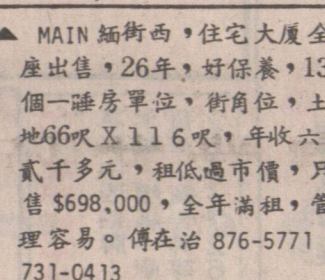 ▲ MAIN 緬街西，住宅大廈全
座出售，26年，好保養，13
個一睡房單位，街角位，土
地66呎X116呎，年收六
貳千多元，租低過市價，只
售$698,000，全年滿租，管
理容易。傅在治 876-5771
731-0413